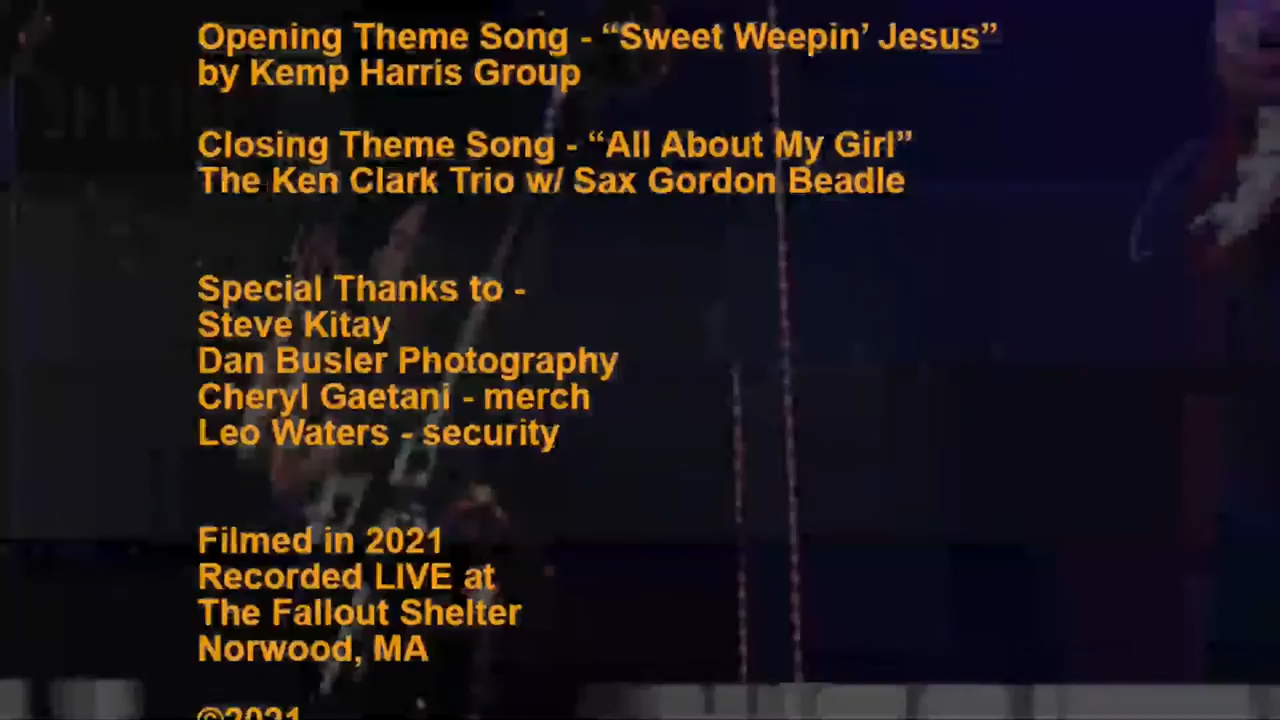 Opening Theme Song - “Sweet Weepin’ Jesus”
by Kemp Harris Group
Closing Theme Song - “All About My Girl”
The Ken Clark Trio w/ Sax Gordon Beadle
Special Thanks to -
Steve Kitay
Dan Busler Photography
Cheryl Gaetani - merch
Leo Waters - security
Filmed in 2021
Recorded LIVE at
The Fallout Shelter
Norwood, MA
©2021